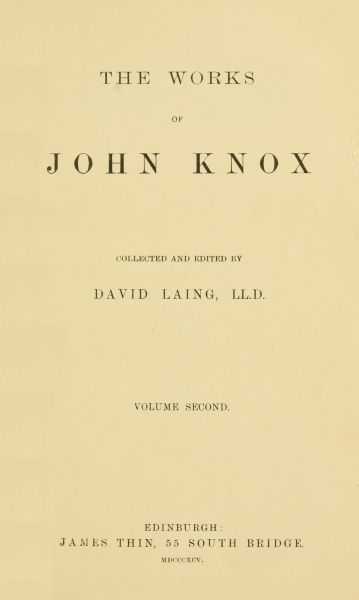 THE WORKS
OF
JOHN KNOX
COLLECTED AND EDITED BY
DAVID LAING, LL.D.
VOLUME SECOND.
EDINBURGH:
JAMES THIN, 55 SOUTH BRIDGE.
MDCCCXCV.